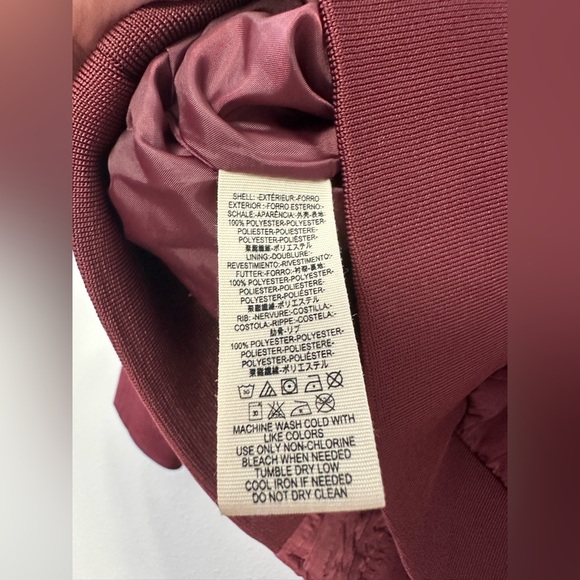 SHELL:-EXTÉRIEUR:-FORRO
EXTERIOR:-FORRO ESTERNO:-
SCHALE:-APARÊNCIA:-外壳-表地
100% POLYESTER-POLYESTER-
POLIESTER-POLIESTERE-
POLYESTER-POLIÉSTER-
聚酯纖維-ポリエステル
LINING:-DOUBLURE:-
REVESTIMIENTO:-RIVESTIMENTO:-
FUTTER:-FORRO:-衬里-裏地:
100% POLYESTER-POLYESTER-
POLIESTER-POLIESTERE-
POLYESTER-POLIÉSTER-
聚酯纖維-ポリエステル
RIB:-NERVURE:-COSTILLA:-
COSTOLA:-RIPPE:-COSTELA:-
肋骨-リブ
100% POLYESTER-POLYESTER-
POLIESTER-POLIESTERE-
POLYESTER-POLIÉSTER-
聚酯纖維-ポリエステル
30
30
MACHINE WASH COLD WITH
LIKE COLORS
USE ONLY NON-CHLORINE
BLEACH WHEN NEEDED
TUMBLE DRY LOW
COOL IRON IF NEEDED
DO NOT DRY CLEAN